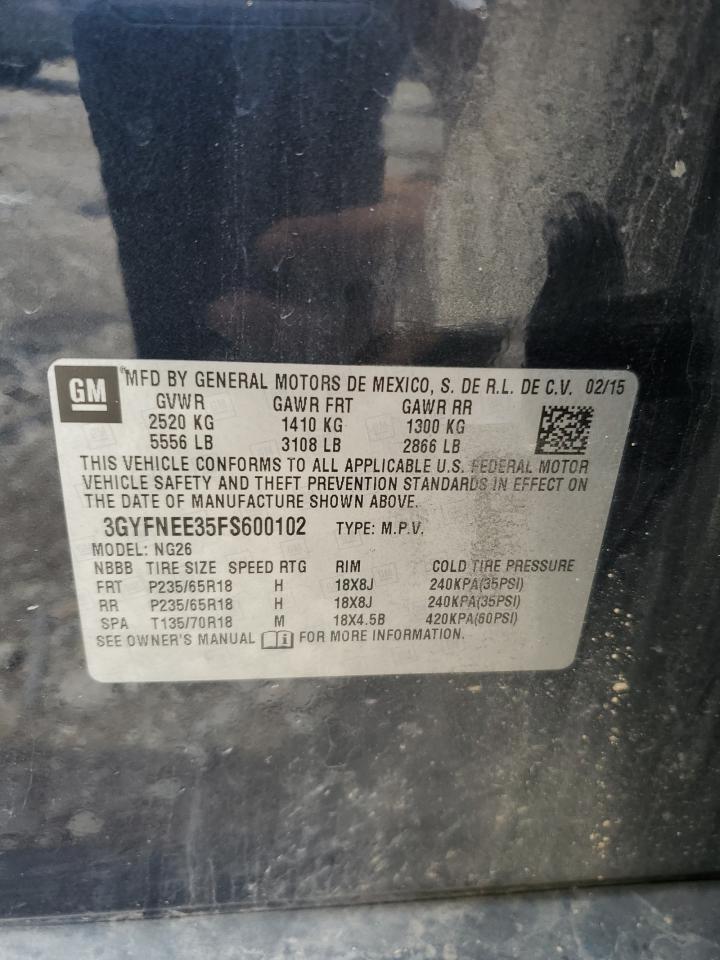 GM MFD BY GENERAL MOTORS DE MEXICO, S. DE R.L. DE C.V. 02/15
GVWR GAWR FRT GAWR RR
2520 KG 1410 KG 1300 KG
5556 LB 3108 LB 2866 LB
THIS VEHICLE CONFORMS TO ALL APPLICABLE U.S. FEDERAL MOTOR
VEHICLE SAFETY AND THEFT PREVENTION STANDARDS IN EFFECT ON
THE DATE OF MANUFACTURE SHOWN ABOVE.
3GYFNEE35FS600102 TYPE: M.P.V.
MODEL: NG26
NBBB TIRE SIZE SPEED RTG RIM COLD TIRE PRESSURE
FRT P235/65R18 H 18X8J 240KPA(35PSI)
RR P235/65R18 H 18X8J 240KPA(35PSI)
SPA T135/70R18 M 18X4.5B 420KPA(60PSI)
SEE OWNER'S MANUAL FOR MORE INFORMATION.